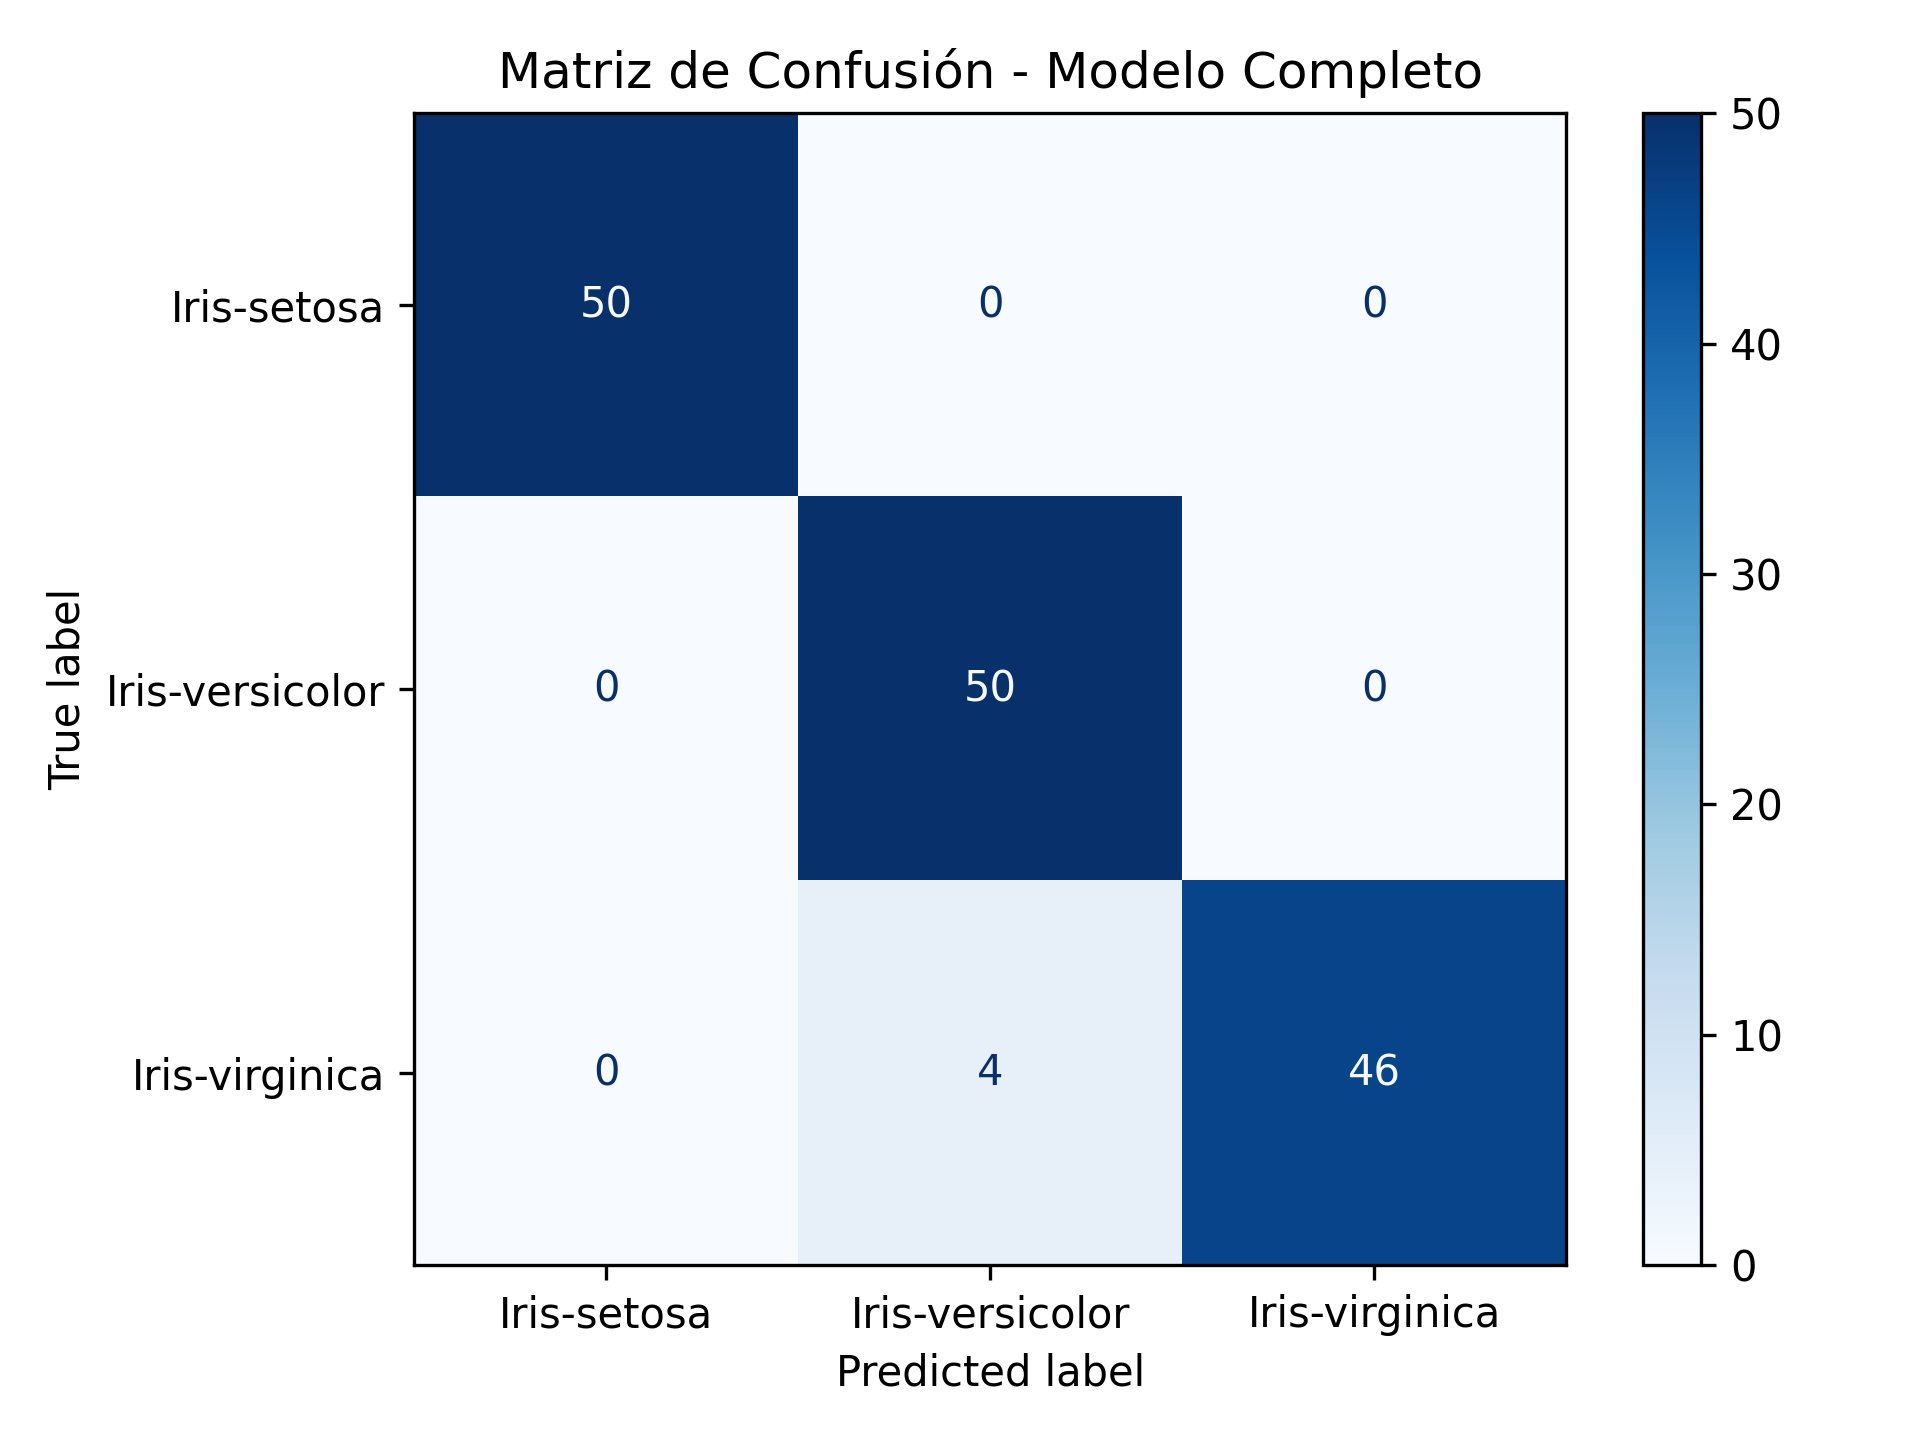 Matriz de Confusión - Modelo Completo
50
Iris-setosa
50 0 0
40
30
True label
Iris-versicolor
0 50 0
20
10
Iris-virginica
0 4 46
0
Iris-setosa Iris-versicolor Iris-virginica
Predicted label